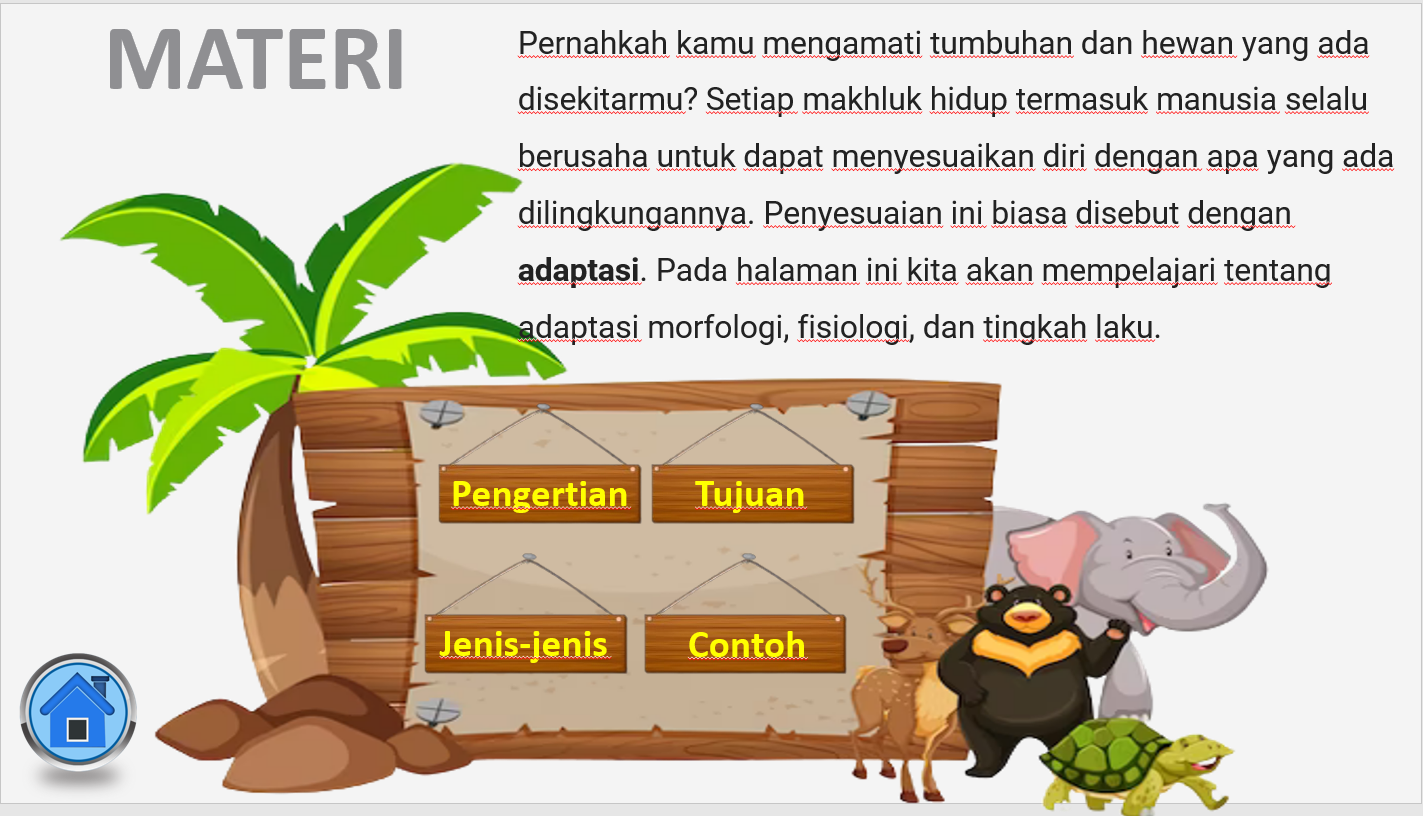 MATERI
Pernahkah kamu mengamati tumbuhan dan hewan yang ada
disekitarmu? Setiap makhluk hidup termasuk manusia selalu
berusaha untuk dapat menyesuaikan diri dengan apa yang ada
dilingkungannya. Penyesuaian ini biasa disebut dengan
adaptasi. Pada halaman ini kita akan mempelajari tentang
adaptasi morfologi, fisiologi, dan tingkah laku.
Pengertian
Tujuan
Jenis-jenis
Contoh